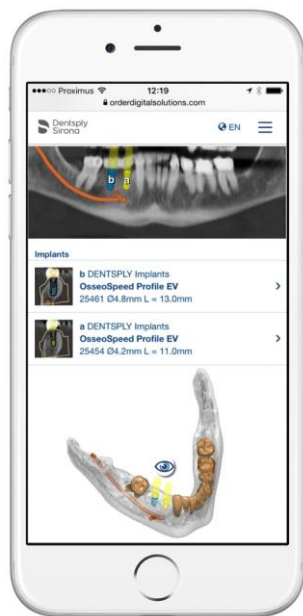 ●●●○○ Proximus 12:19
orderdigitalsolutions.com
Dentsply
Sirona
EN
b
a
Implants
b DENTSPLY Implants
OsseoSpeed Profile EV
25461 Ø4.8mm L = 13.0mm
a DENTSPLY Implants
OsseoSpeed Profile EV
25454 Ø4.2mm L = 11.0mm